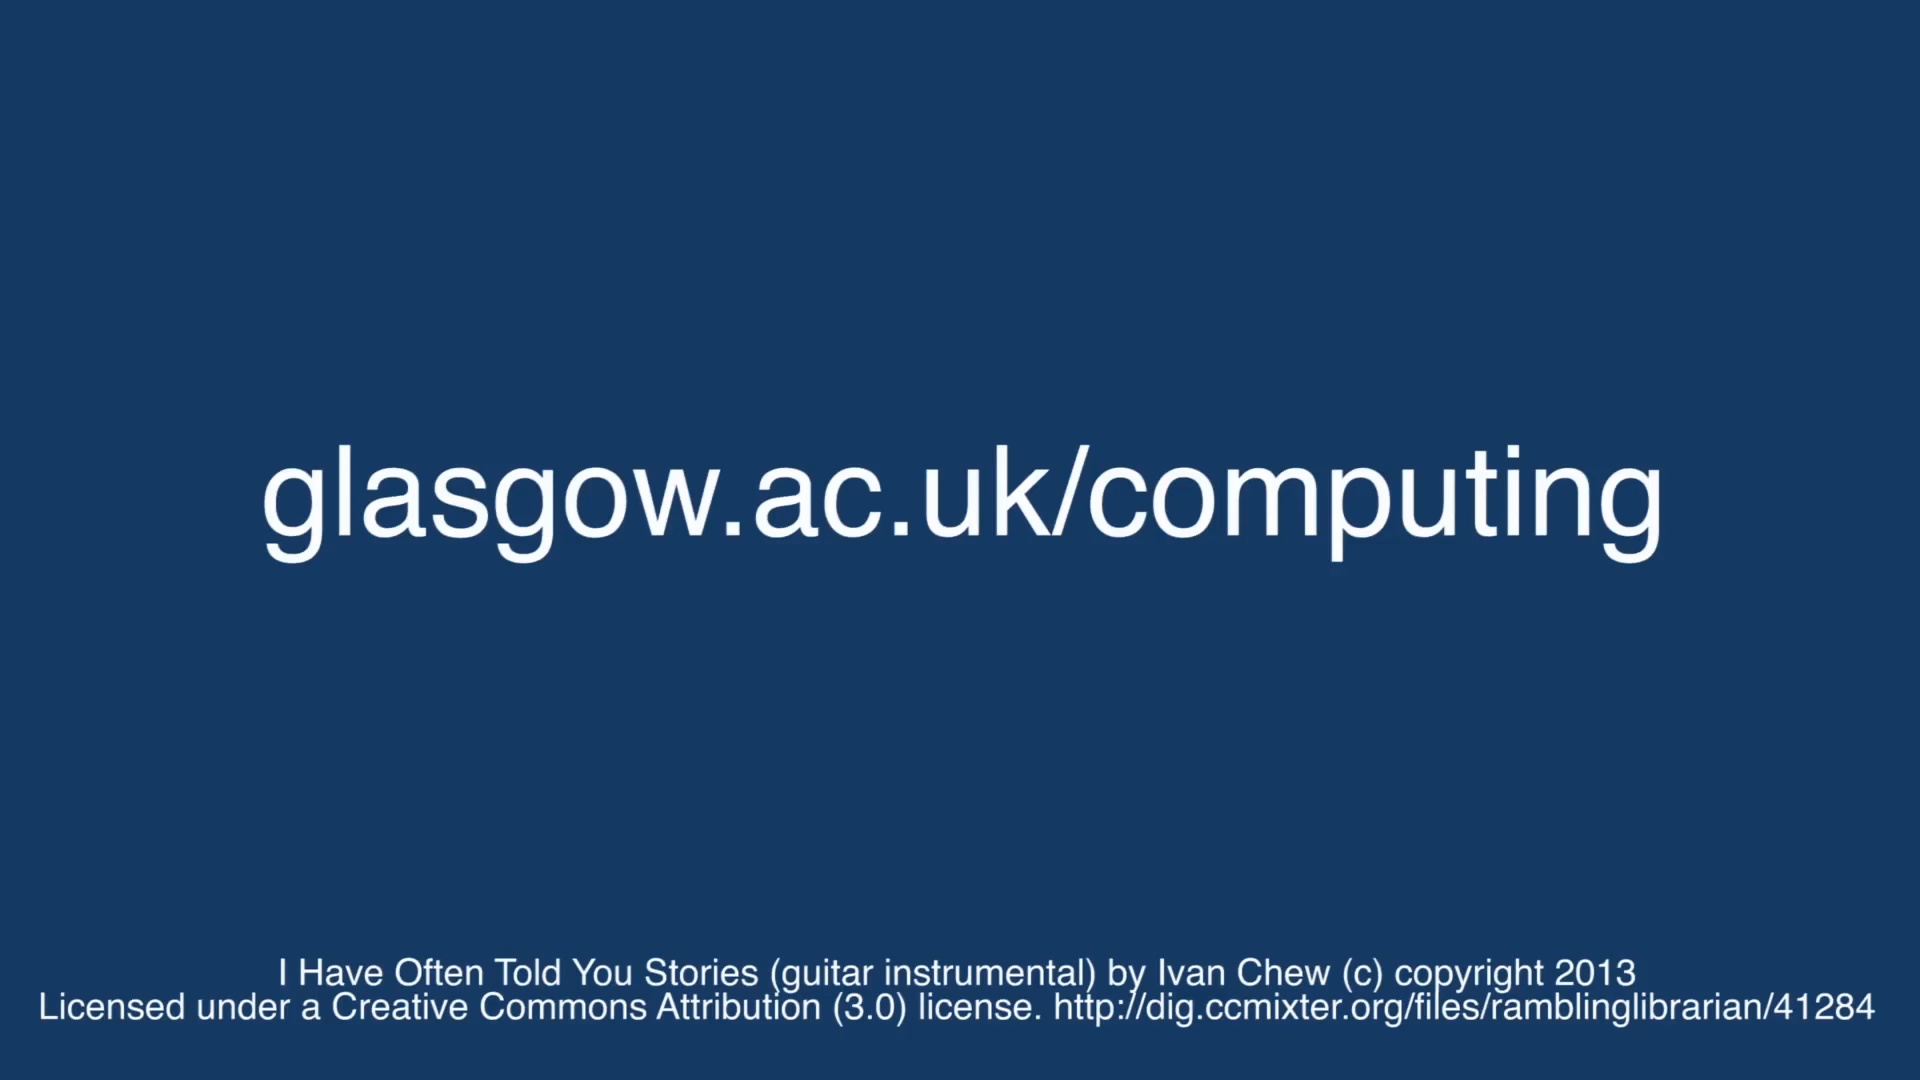 glasgow.ac.uk/computing
I Have Often Told You Stories (guitar instrumental) by Ivan Chew (c) copyright 2013
Licensed under a Creative Commons Attribution (3.0) license. http://dig.ccmixter.org/files/ramblinglibrarian/41284